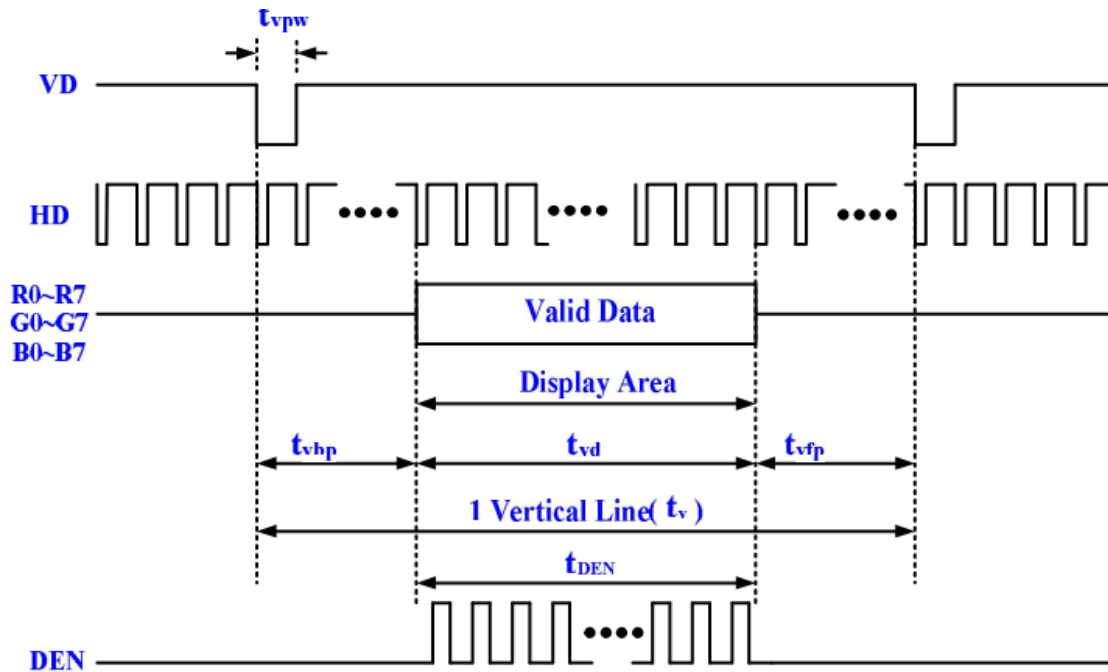 tvpw
VD
HD
R0~R7
G0~G7
B0~B7
Valid Data
Display Area
tvbp
tvd
tvfp
1 Vertical Line( tv )
tDEN
DEN